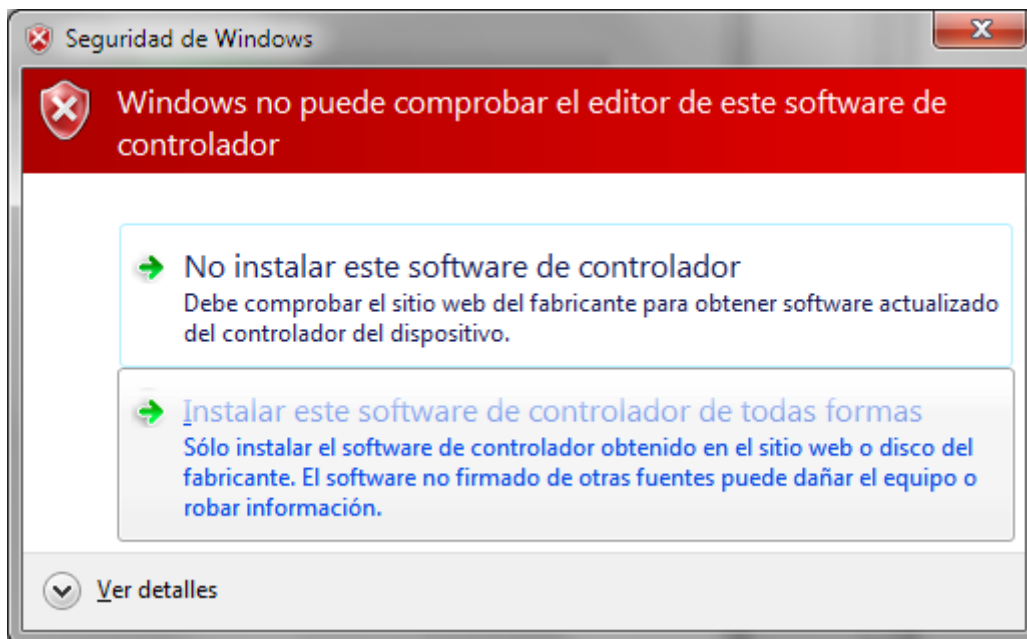 Seguridad de Windows
Windows no puede comprobar el editor de este software de
controlador
No instalar este software de controlador
Debe comprobar el sitio web del fabricante para obtener software actualizado
del controlador del dispositivo.
Instalar este software de controlador de todas formas
Sólo instalar el software de controlador obtenido en el sitio web o disco del
fabricante. El software no firmado de otras fuentes puede dañar el equipo o
robar información.
Ver detalles